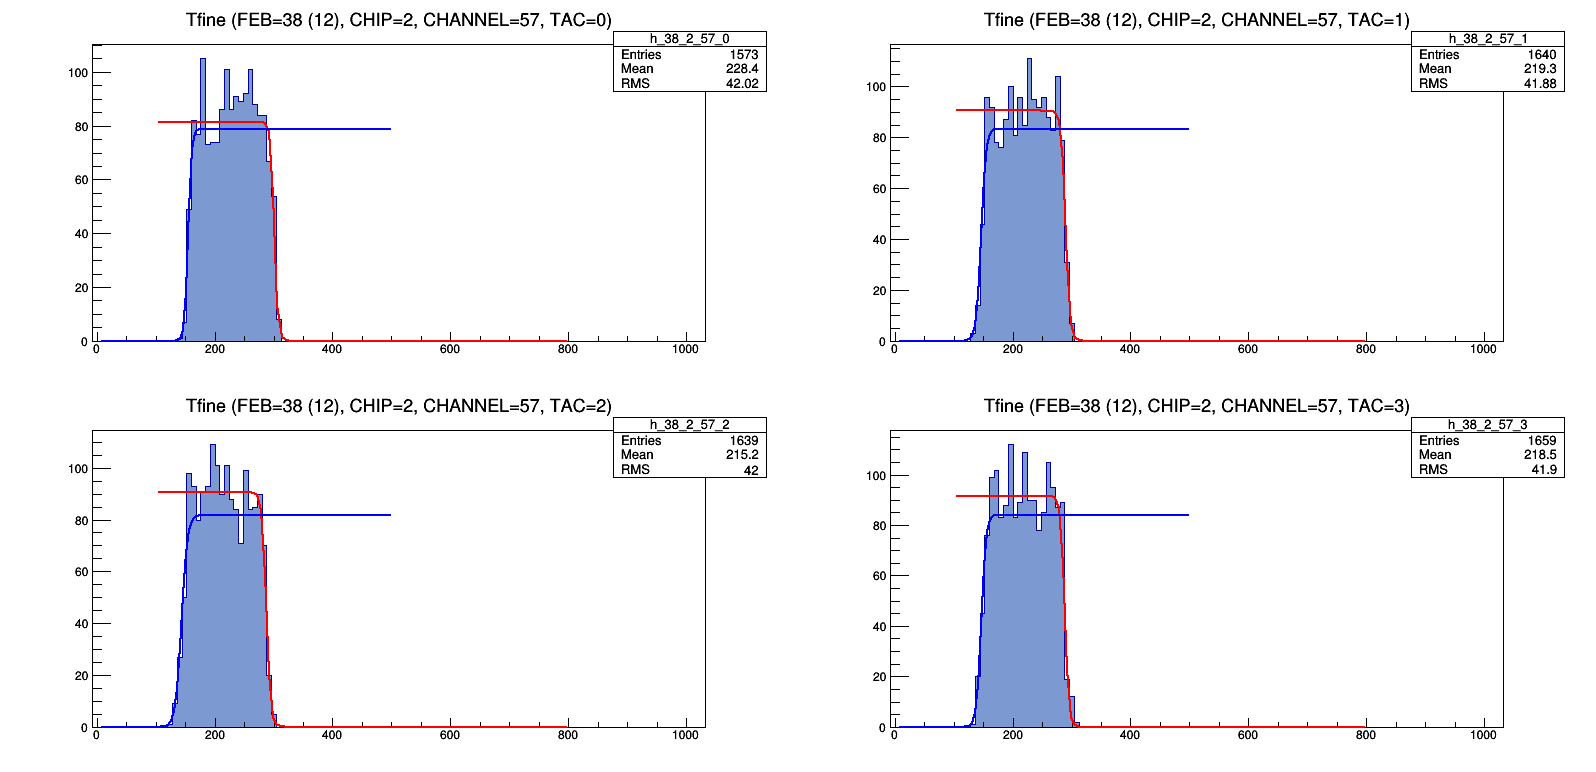 Tfine (FEB=38 (12), CHIP=2, CHANNEL=57, TAC=0)
h_38_2_57_0
Entries 1573
Mean 228.4
RMS 42.02
100
80
60
40
20
0
0 200 400 600 800 1000
Tfine (FEB=38 (12), CHIP=2, CHANNEL=57, TAC=1)
h_38_2_57_1
Entries 1640
Mean 219.3
RMS 41.88
100
80
60
40
20
0
0 200 400 600 800 1000
Tfine (FEB=38 (12), CHIP=2, CHANNEL=57, TAC=2)
h_38_2_57_2
Entries 1639
Mean 215.2
RMS 42
100
80
60
40
20
0
0 200 400 600 800 1000
Tfine (FEB=38 (12), CHIP=2, CHANNEL=57, TAC=3)
h_38_2_57_3
Entries 1659
Mean 218.5
RMS 41.9
100
80
60
40
20
0
0 200 400 600 800 1000